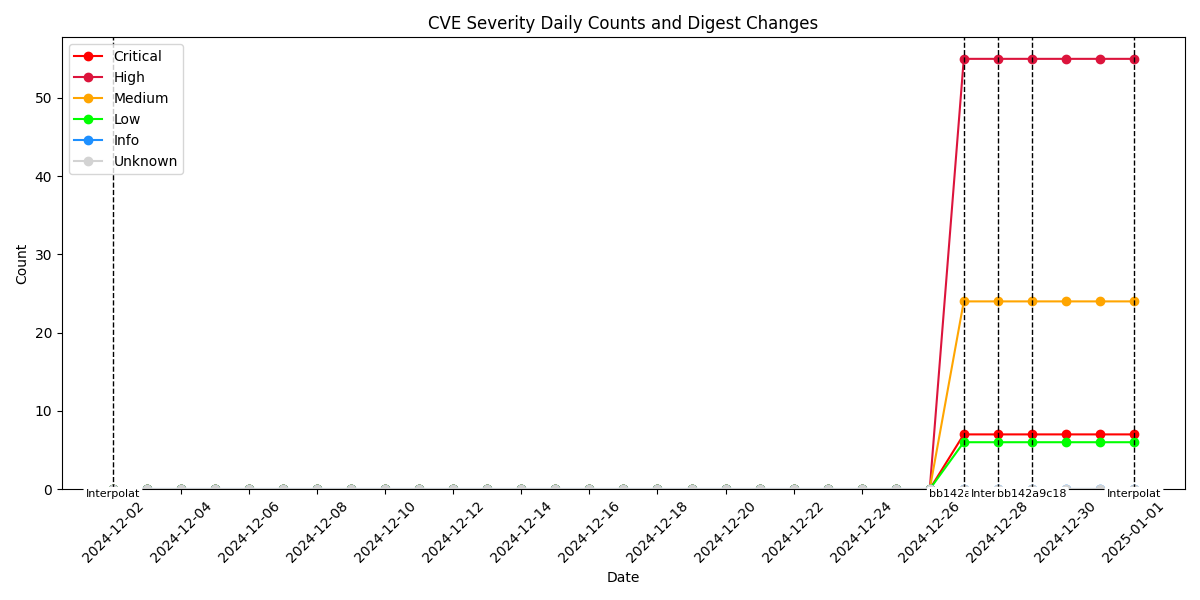 CVE Severity Daily Counts and Digest Changes
Critical
High
Medium
Low
Info
Unknown
Count
50
40
30
20
10
0
Interpolat
Inter
bb142a9c18
Interpolat
2024-12-02
2024-12-04
2024-12-06
2024-12-08
2024-12-10
2024-12-12
2024-12-14
2024-12-16
2024-12-18
2024-12-20
2024-12-22
2024-12-24
2024-12-26
2024-12-28
2024-12-30
2025-01-01
Date